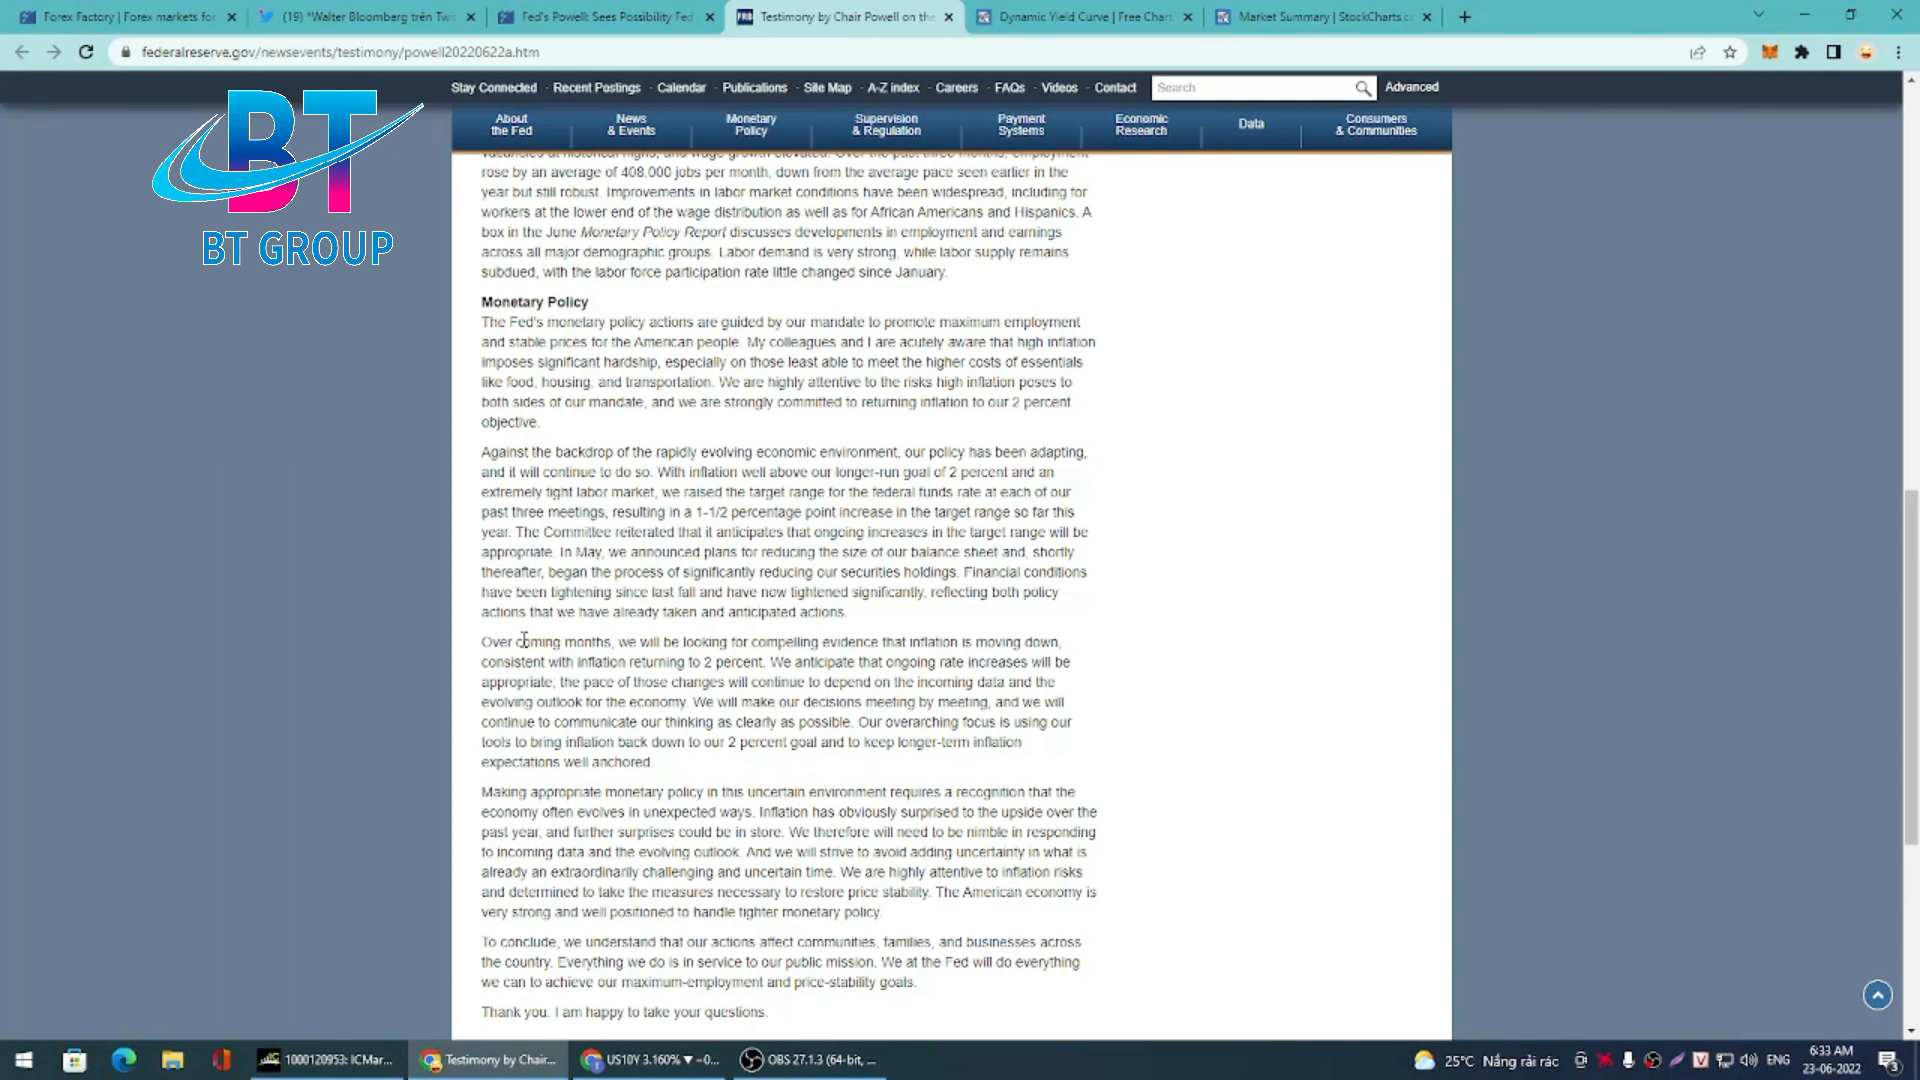 Forex Factory | Forex markets for
(19) "Walter Bloomberg trên Twi
Fed's Powell: Sees Possibility Fed
Testimony by Chair Powell on the
Dynamic Yield Curve | Free Chart
Market Summary | StockCharts.c
federalreserve.gov/newsevents/testimony/powell20220622a.htm
Stay Connected Recent Postings Calendar Publications Site Map A-Z index Careers FAQs Videos Contact Search Advanced
About the Fed
News & Events
Monetary Policy
Supervision & Regulation
Payment Systems
Economic Research
Data
Consumers & Communities
BT
BT GROUP
vacancies at historical highs, and wage growth elevated. Over the past three months, employment
rose by an average of 408,000 jobs per month, down from the average pace seen earlier in the
year but still robust. Improvements in labor market conditions have been widespread, including for
workers at the lower end of the wage distribution as well as for African Americans and Hispanics. A
box in the June Monetary Policy Report discusses developments in employment and earnings
across all major demographic groups. Labor demand is very strong, while labor supply remains
subdued, with the labor force participation rate little changed since January.
Monetary Policy
The Fed's monetary policy actions are guided by our mandate to promote maximum employment
and stable prices for the American people. My colleagues and I are acutely aware that high inflation
imposes significant hardship, especially on those least able to meet the higher costs of essentials
like food, housing, and transportation. We are highly attentive to the risks high inflation poses to
both sides of our mandate, and we are strongly committed to returning inflation to our 2 percent
objective.
Against the backdrop of the rapidly evolving economic environment, our policy has been adapting,
and it will continue to do so. With inflation well above our longer-run goal of 2 percent and an
extremely tight labor market, we raised the target range for the federal funds rate at each of our
past three meetings, resulting in a 1-1/2 percentage point increase in the target range so far this
year. The Committee reiterated that it anticipates that ongoing increases in the target range will be
appropriate. In May, we announced plans for reducing the size of our balance sheet and, shortly
thereafter, began the process of significantly reducing our securities holdings. Financial conditions
have been tightening since last fall and have now tightened significantly, reflecting both policy
actions that we have already taken and anticipated actions.
Over coming months, we will be looking for compelling evidence that inflation is moving down,
consistent with inflation returning to 2 percent. We anticipate that ongoing rate increases will be
appropriate; the pace of those changes will continue to depend on the incoming data and the
evolving outlook for the economy. We will make our decisions meeting by meeting, and we will
continue to communicate our thinking as clearly as possible. Our overarching focus is using our
tools to bring inflation back down to our 2 percent goal and to keep longer-term inflation
expectations well anchored.
Making appropriate monetary policy in this uncertain environment requires a recognition that the
economy often evolves in unexpected ways. Inflation has obviously surprised to the upside over the
past year, and further surprises could be in store. We therefore will need to be nimble in responding
to incoming data and the evolving outlook. And we will strive to avoid adding uncertainty in what is
already an extraordinarily challenging and uncertain time. We are highly attentive to inflation risks
and determined to take the measures necessary to restore price stability. The American economy is
very strong and well positioned to handle tighter monetary policy.
To conclude, we understand that our actions affect communities, families, and businesses across
the country. Everything we do is in service to our public mission. We at the Fed will do everything
we can to achieve our maximum-employment and price-stability goals.
Thank you. I am happy to take your questions.
1000120953: ICMar...
Testimony by Chair...
US10Y 3.160% ▼ −0...
OBS 27.1.3 (64-bit, ...
25°C Nắng rải rác
ENG
6:33 AM
23-06-2022
3